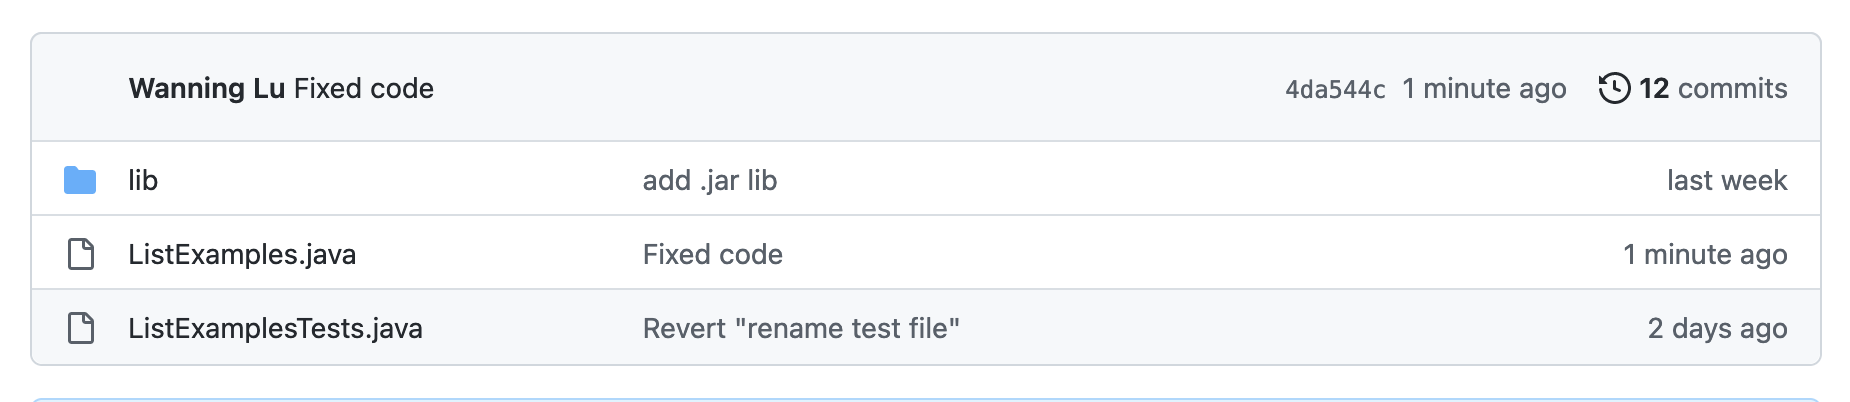 Wanning Lu Fixed code 4da544c 1 minute ago 12 commits
lib add .jar lib last week
ListExamples.java Fixed code 1 minute ago
ListExamplesTests.java Revert "rename test file" 2 days ago